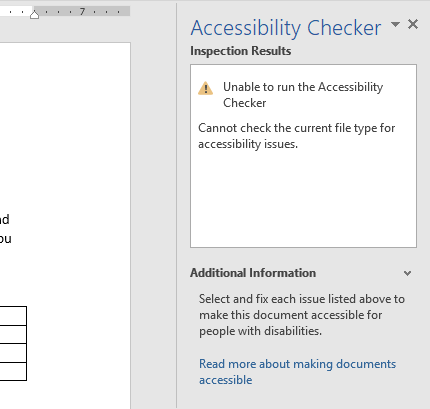 7
Accessibility Checker
Inspection Results
Unable to run the Accessibility
Checker
Cannot check the current file type for
accessibility issues.
Additional Information
Select and fix each issue listed above to
make this document accessible for
people with disabilities.
Read more about making documents
accessible